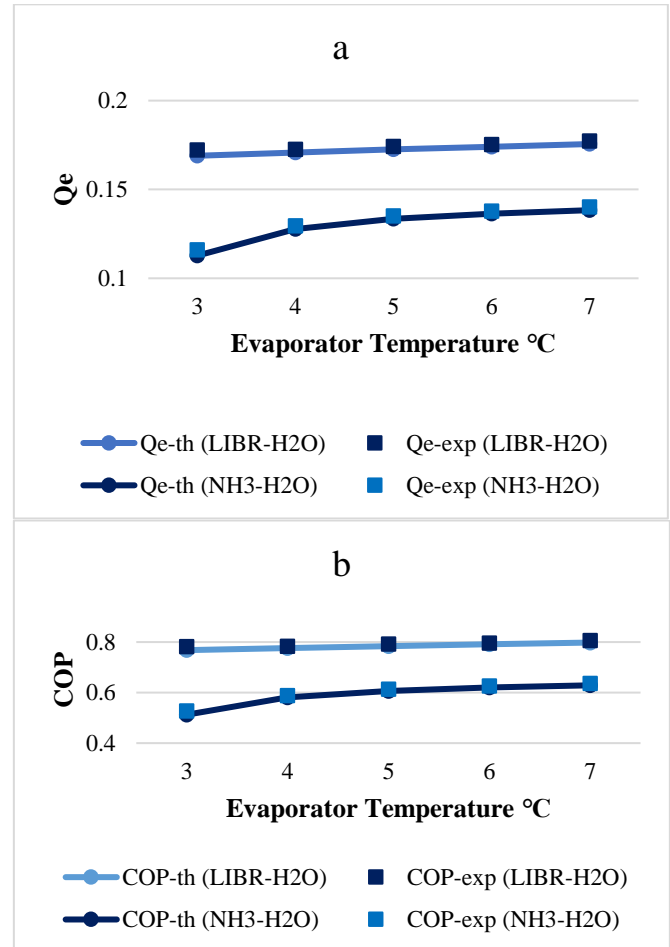 a
0.2
0.15
0.1
Qe
3 4 5 6 7
Evaporator Temperature °C
Qe-th (LIBR-H2O) Qe-exp (LIBR-H2O)
Qe-th (NH3-H2O) Qe-exp (NH3-H2O)
b
0.8
0.6
0.4
COP
3 4 5 6 7
Evaporator Temperature °C
COP-th (LIBR-H2O) COP-exp (LIBR-H2O)
COP-th (NH3-H2O) COP-exp (NH3-H2O)